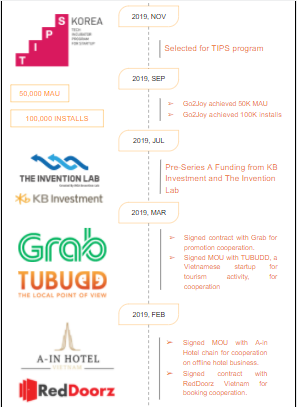 TIPS
KOREA
TECH
INCUBATOR
PROGRAM
FOR STARTUP
2019, NOV
Selected for TIPS program
2019, SEP
50,000 MAU
100,000 INSTALLS
➢ Go2Joy achieved 50K MAU
➢ Go2Joy achieved 100K Installs
2019, JUL
THE INVENTION LAB
KB Investment
Pre-Series A Funding from KB
Investment and The Invention
Lab
2019, MAR
Grab
TUBUDD
THE LOCAL POINT OF VIEW
➢ Signed contract with Grab for
promotion cooperation.
➢ Signed MOU with TUBUDD, a
Vietnamese startup for
tourism activity, for
cooperation
2019, FEB
A-IN HOTEL
VIETNAM
RedDoorz
➢ Signed MOU with A-in
Hotel chain for cooperation
on offline hotel business.
➢ Signed contract with
RedDoorz Vietnam for
booking cooperation.